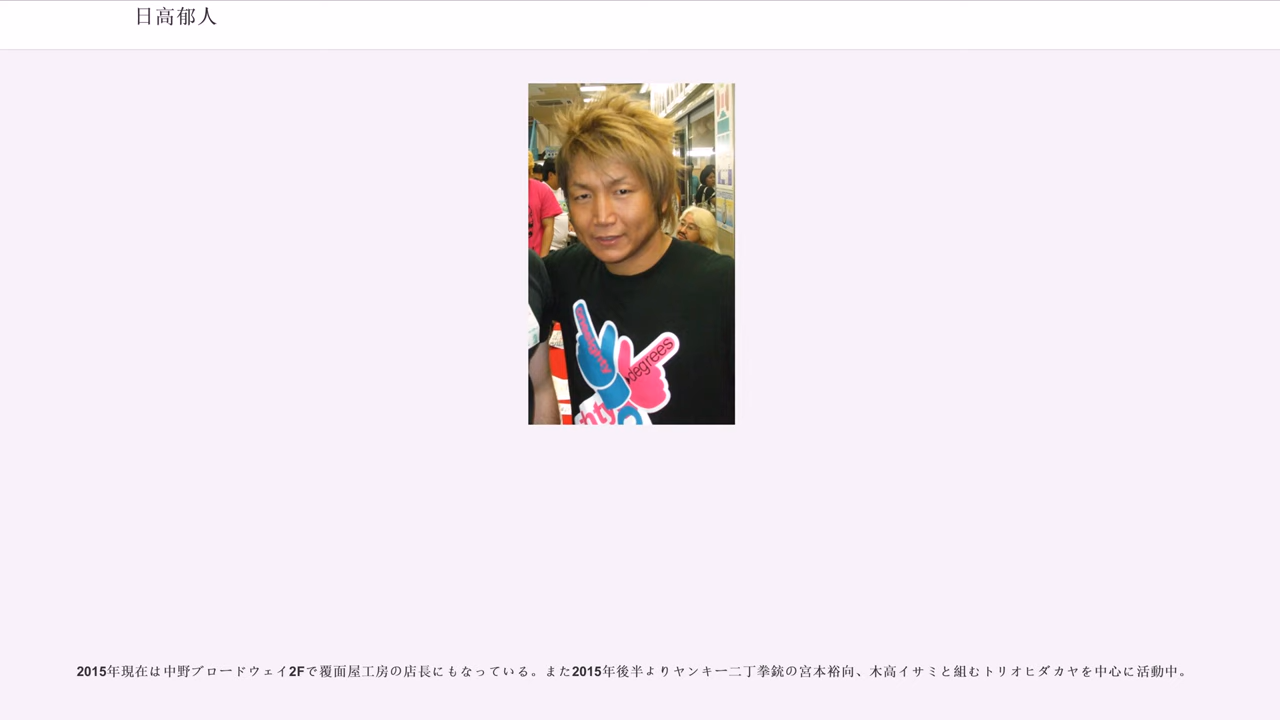 日高郁人
oneeighty
degrees
hty
2015年現在は中野ブロードウェイ2Fで覆面屋工房の店長にもなっている。また2015年後半よりヤンキー二丁拳銃の宮本裕向、木高イサミと組むトリオヒダカヤを中心に活動中。